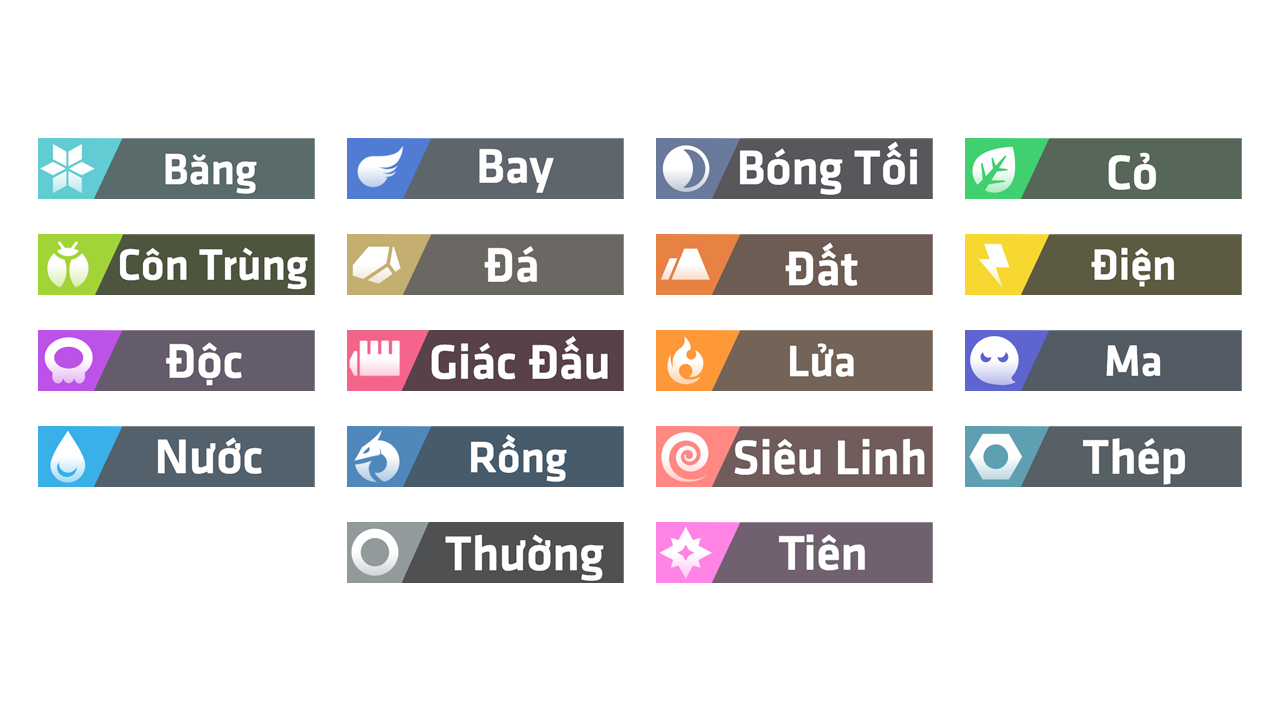 Băng
Bay
Bóng Tối
Cỏ
Côn Trùng
Đá
Đất
Điện
Độc
Giác Đấu
Lửa
Ma
Nước
Rồng
Siêu Linh
Thép
Thường
Tiên